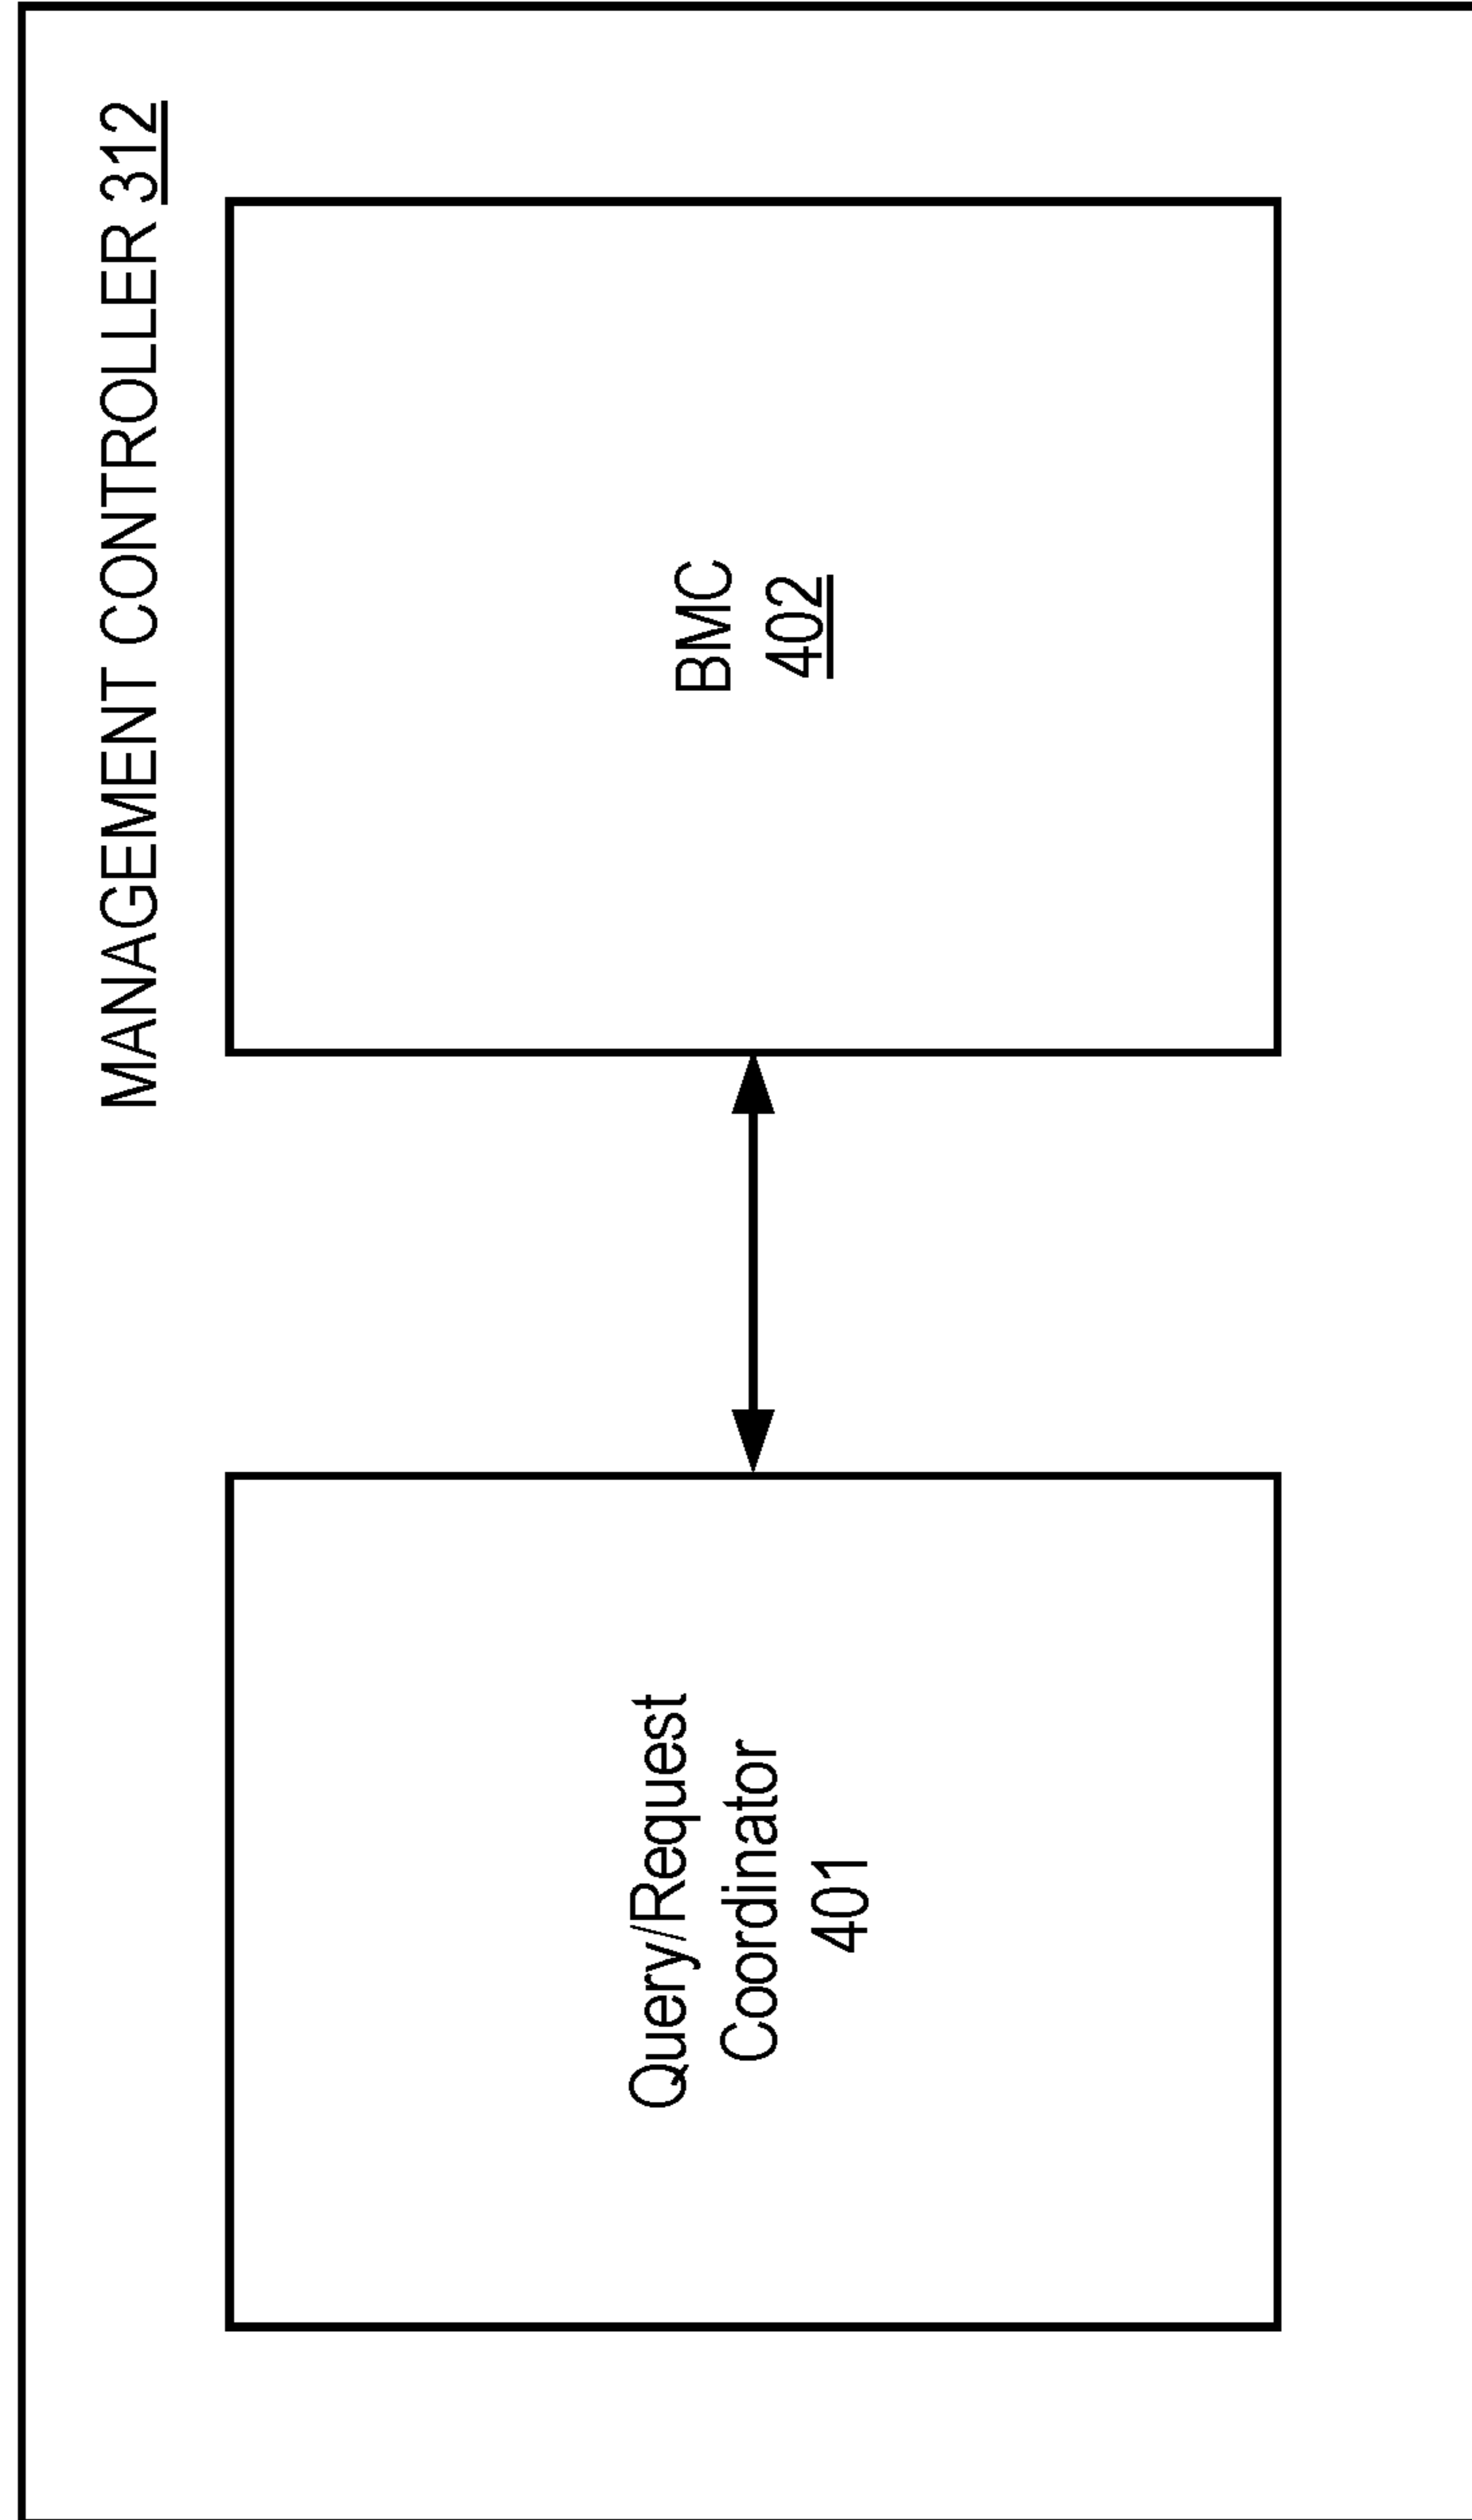 MANAGEMENT CONTROLLER 312
Query/Request
Coordinator
401
BMC
402